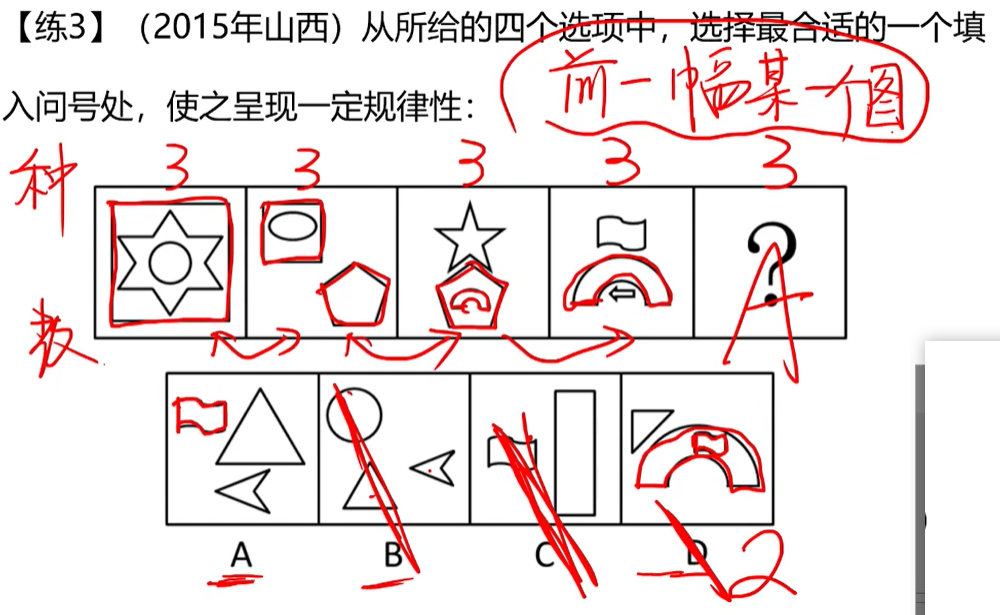 【练3】（2015年山西）从所给的四个选项中，选择最合适的一个填
入问号处，使之呈现一定规律性：
前一幅某一个图
种 3 3 3 3 3
?
A
数
A B C D 2